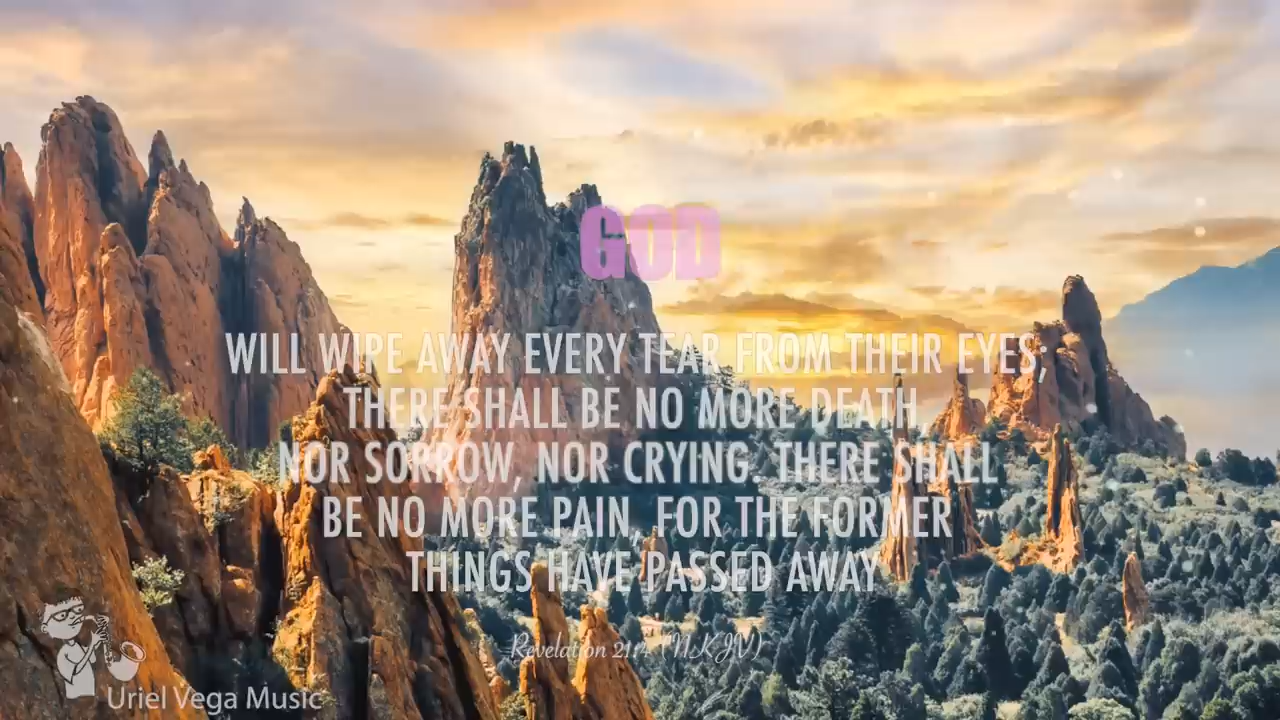 GOD
WILL WIPE AWAY EVERY TEAR FROM THEIR EYES;
THERE SHALL BE NO MORE DEATH
NOR SORROW, NOR CRYING THERE SHALL
BE NO MORE PAIN, FOR THE FORMER
THINGS HAVE PASSED AWAY
Revelation 21:4 (NKJV)
Uriel Vega Music